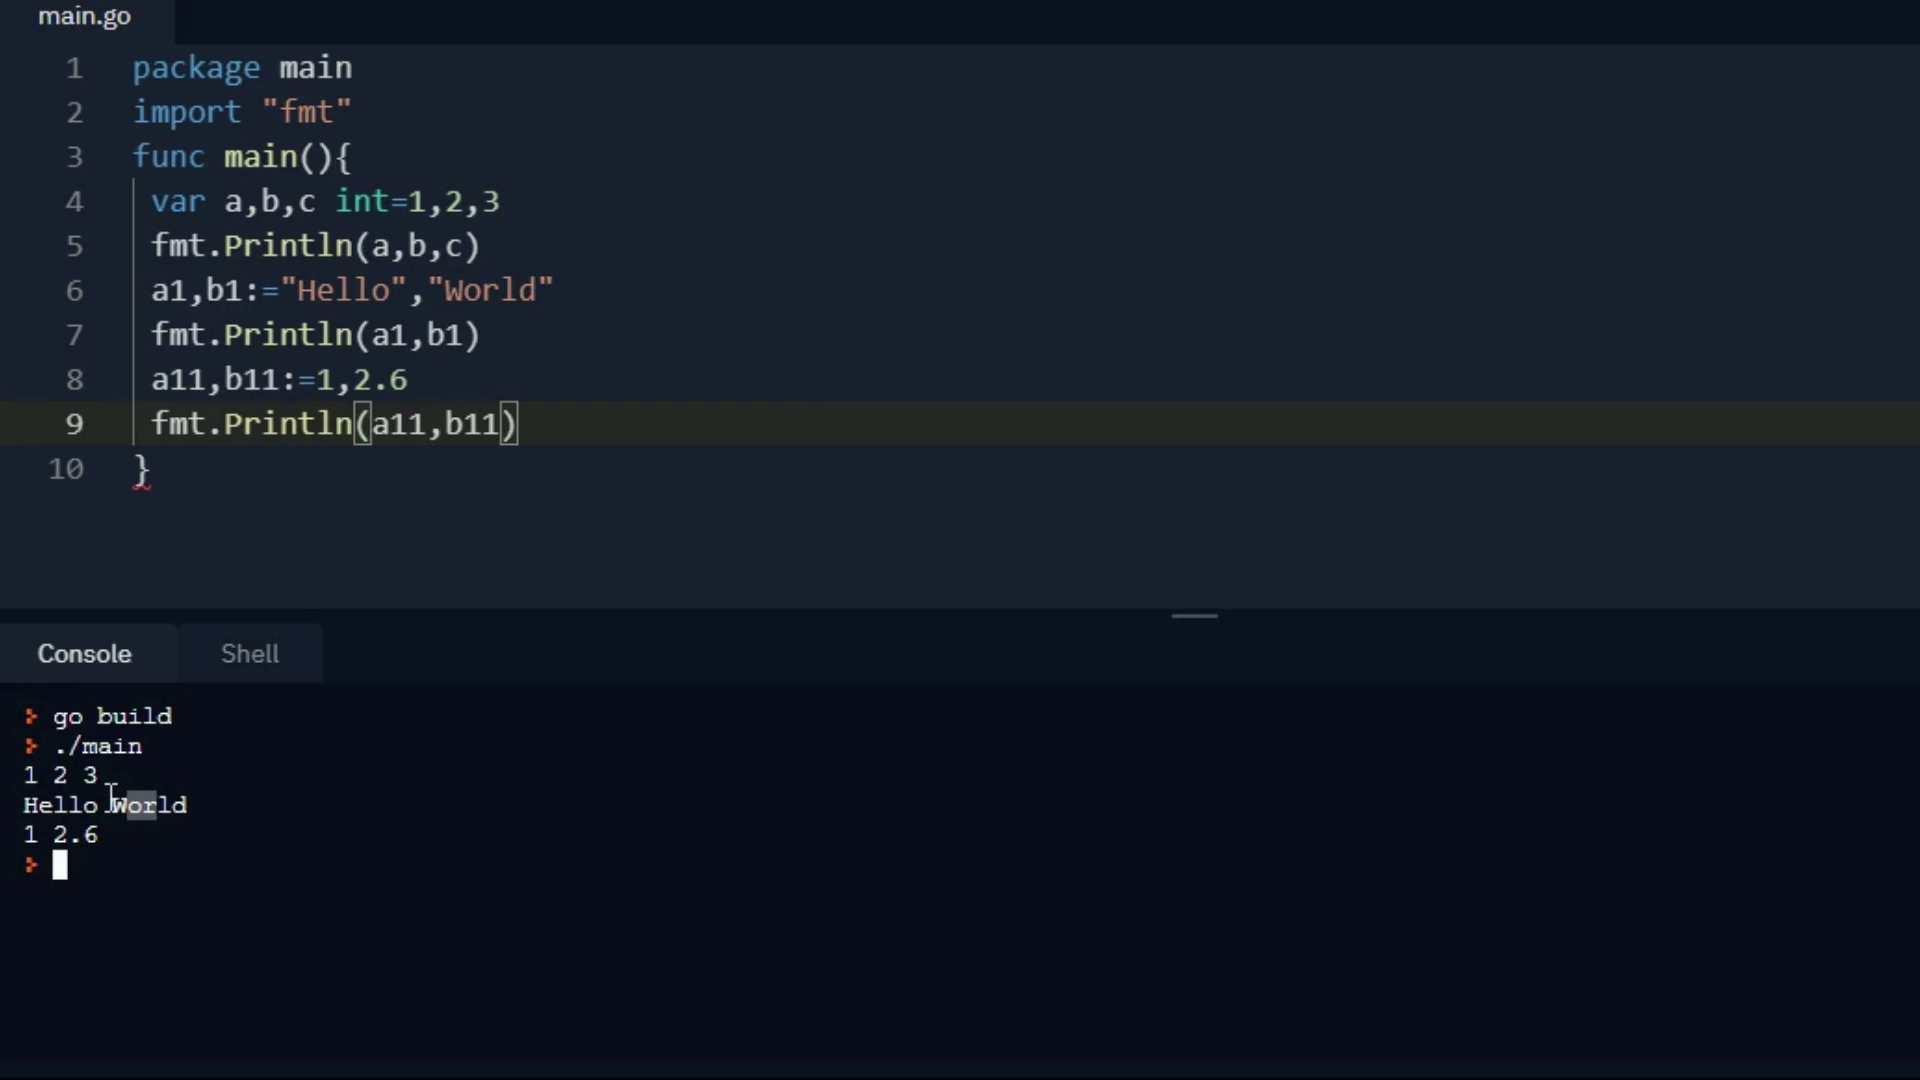 main.go
1 package main
2 import "fmt"
3 func main(){
4 var a,b,c int=1,2,3
5 fmt.Println(a,b,c)
6 a1,b1:="Hello","World"
7 fmt.Println(a1,b1)
8 a11,b11:=1,2.6
9 fmt.Println(a11,b11)
10 }
Console Shell
go build
./main
1 2 3
Hello World
1 2.6